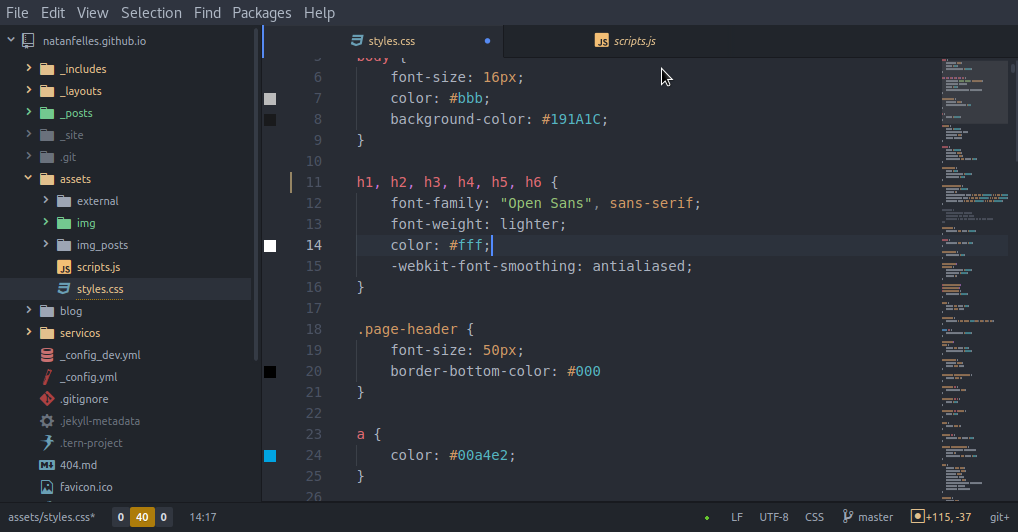 File Edit View Selection Find Packages Help
natanfelles.github.io
_includes
_layouts
_posts
_site
.git
assets
external
img
img_posts
scripts.js
styles.css
blog
servicos
_config_dev.yml
_config.yml
.gitignore
.jekyll-metadata
.tern-project
404.md
favicon.ico
styles.css
scripts.js
5 body {
6 font-size: 16px;
7 color: #bbb;
8 background-color: #191A1C;
9 }
10
11 h1, h2, h3, h4, h5, h6 {
12 font-family: "Open Sans", sans-serif;
13 font-weight: lighter;
14 color: #fff;
15 -webkit-font-smoothing: antialiased;
16 }
17
18 .page-header {
19 font-size: 50px;
20 border-bottom-color: #000
21 }
22
23 a {
24 color: #00a4e2;
25 }
26
assets/styles.css* 0 40 0 14:17 LF UTF-8 CSS master +115, -37 git+